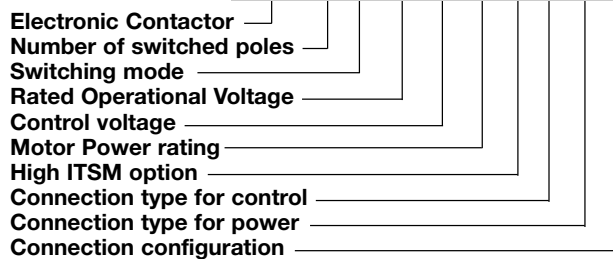 Electronic Contactor
Number of switched poles
Switching mode
Rated Operational Voltage
Control voltage
Motor Power rating
High ITSM option
Connection type for control
Connection type for power
Connection configuration